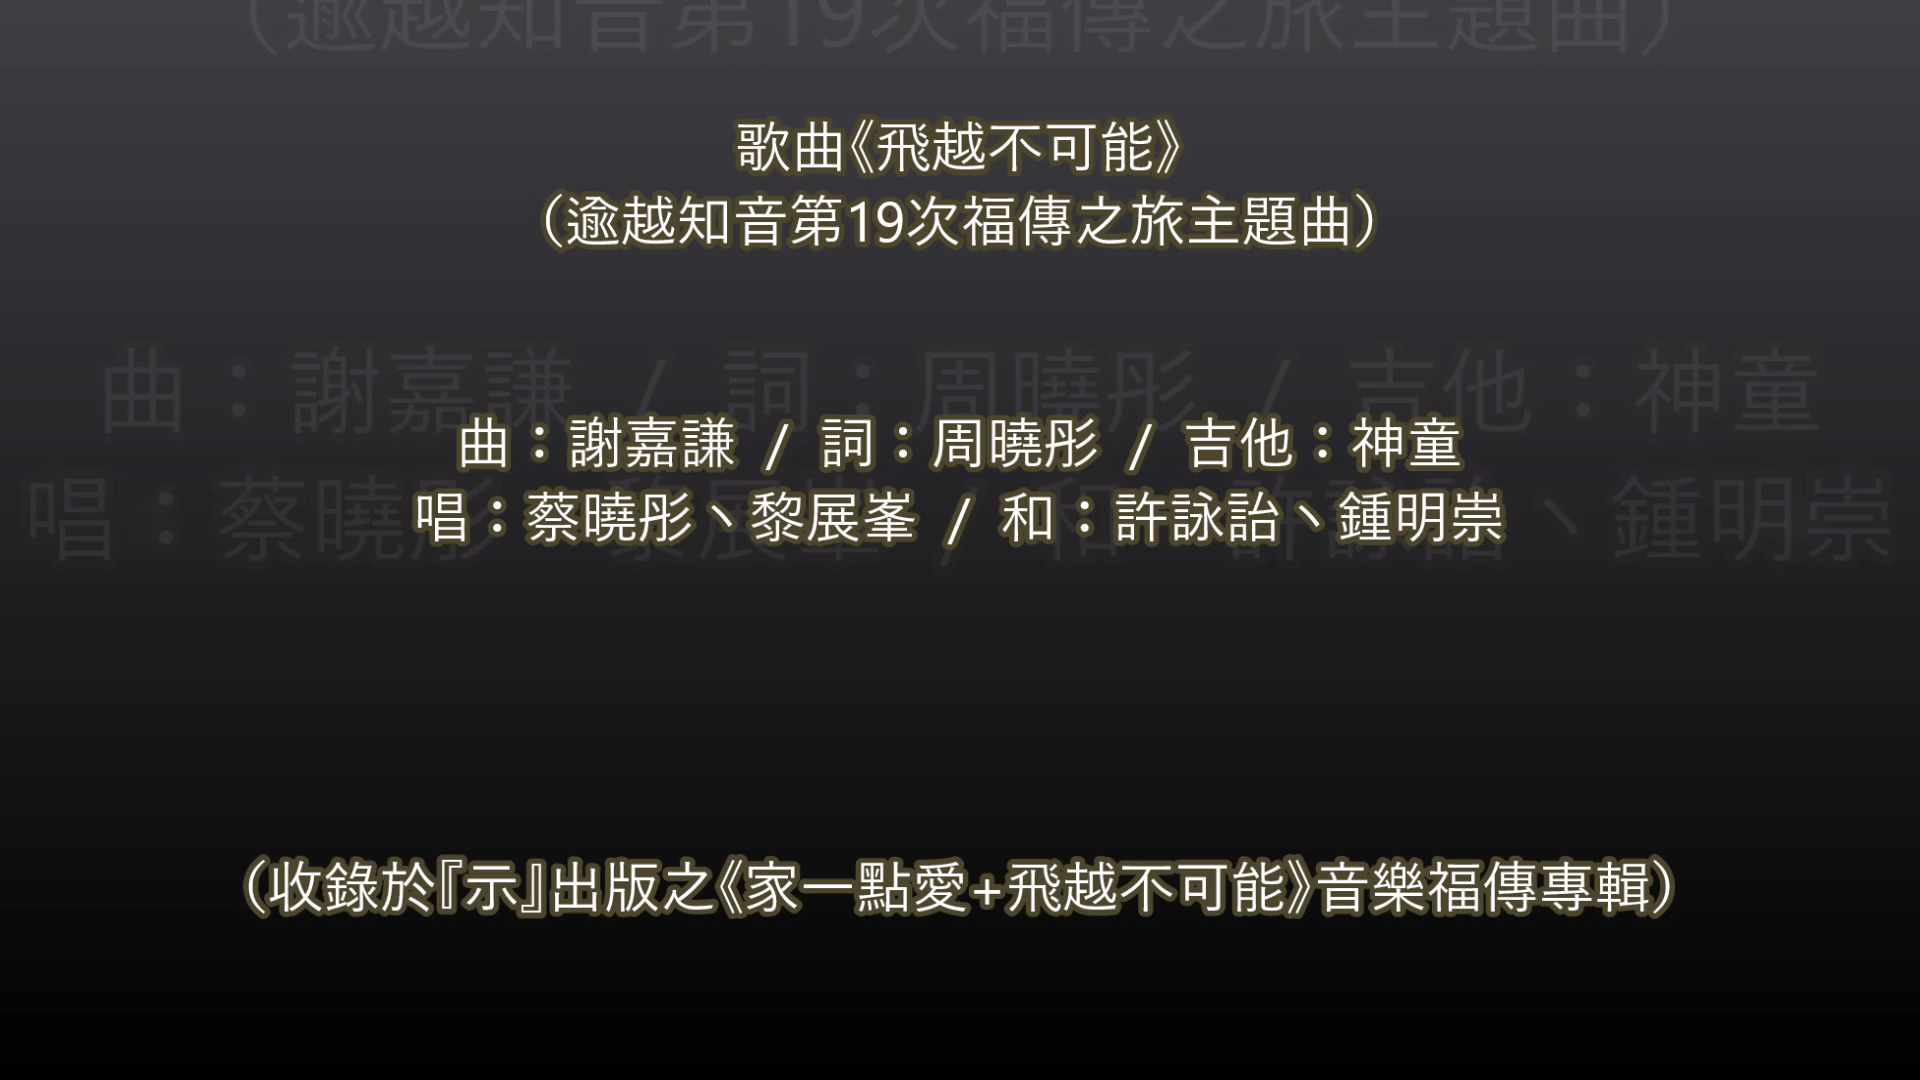 歌曲《飛越不可能》
（逾越知音第19次福傳之旅主題曲）
曲：謝嘉謙 / 詞：周曉彤 / 吉他：神童
唱：蔡曉彤、黎展峯 / 和：許詠詒、鍾明崇
（收錄於『示』出版之《家一點愛+飛越不可能》音樂福傳專輯）